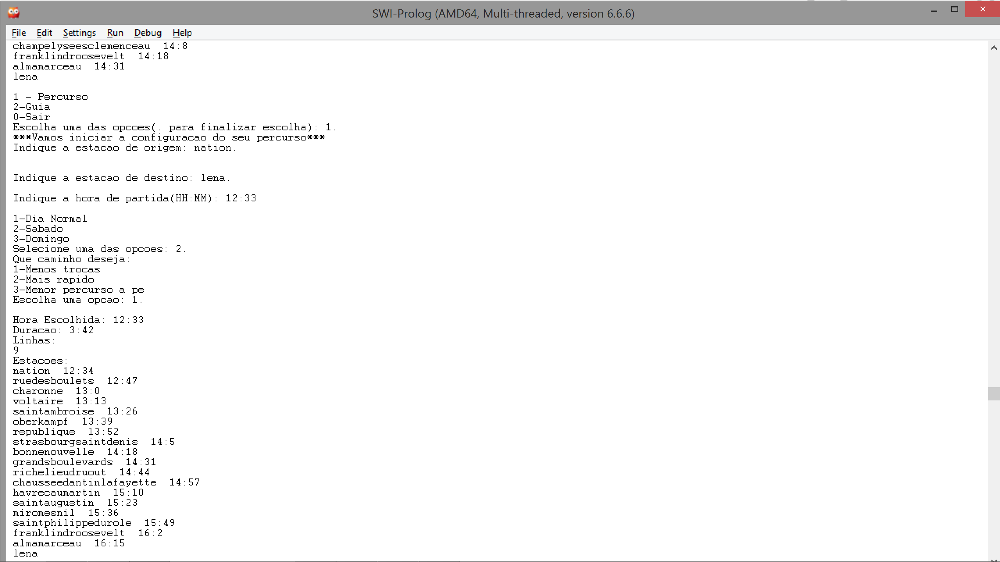 SWI-Prolog (AMD64, Multi-threaded, version 6.6.6)
File Edit Settings Run Debug Help
champelyseesclemenceau  14:8
franklindroosevelt  14:18
almamarceau  14:31
lena
1 - Percurso
2-Guia
0-Sair
Escolha uma das opcoes(. para finalizar escolha): 1.
***Vamos iniciar a configuracao do seu percurso***
Indique a estacao de origem: nation.
Indique a estacao de destino: lena.
Indique a hora de partida(HH:MM): 12:33
1-Dia Normal
2-Sabado
3-Domingo
Selecione uma das opcoes: 2.
Que caminho deseja:
1-Menos trocas
2-Mais rapido
3-Menor percurso a pe
Escolha uma opcao: 1.
Hora Escolhida: 12:33
Duracao: 3:42
Linhas:
9
Estacoes:
nation  12:34
ruedesboulets  12:47
charonne  13:0
voltaire  13:13
saintambroise  13:26
oberkampf  13:39
republique  13:52
strasbourgsaintdenis  14:5
bonnenouvelle  14:18
grandsboulevards  14:31
richelieudruout  14:44
chausseedantinlafayette  14:57
havrecaumartin  15:10
saintaugustin  15:23
miromesnil  15:36
saintphilippedurole  15:49
franklindroosevelt  16:2
almamarceau  16:15
lena